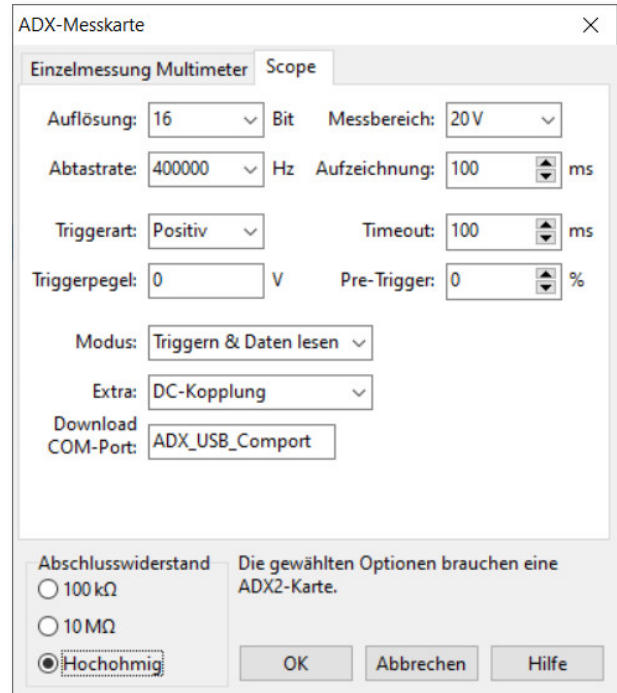 ADX-Messkarte
Einzelmessung Multimeter Scope
Auflösung: 16 Bit Messbereich: 20 V
Abtastrate: 400000 Hz Aufzeichnung: 100 ms
Triggerart: Positiv Timeout: 100 ms
Triggerpegel: 0 V Pre-Trigger: 0 %
Modus: Triggern & Daten lesen
Extra: DC-Kopplung
Download
COM-Port: ADX_USB_Comport
Abschlusswiderstand
100 kΩ
10 MΩ
Hochohmig
Die gewählten Optionen brauchen eine
ADX2-Karte.
OK Abbrechen Hilfe